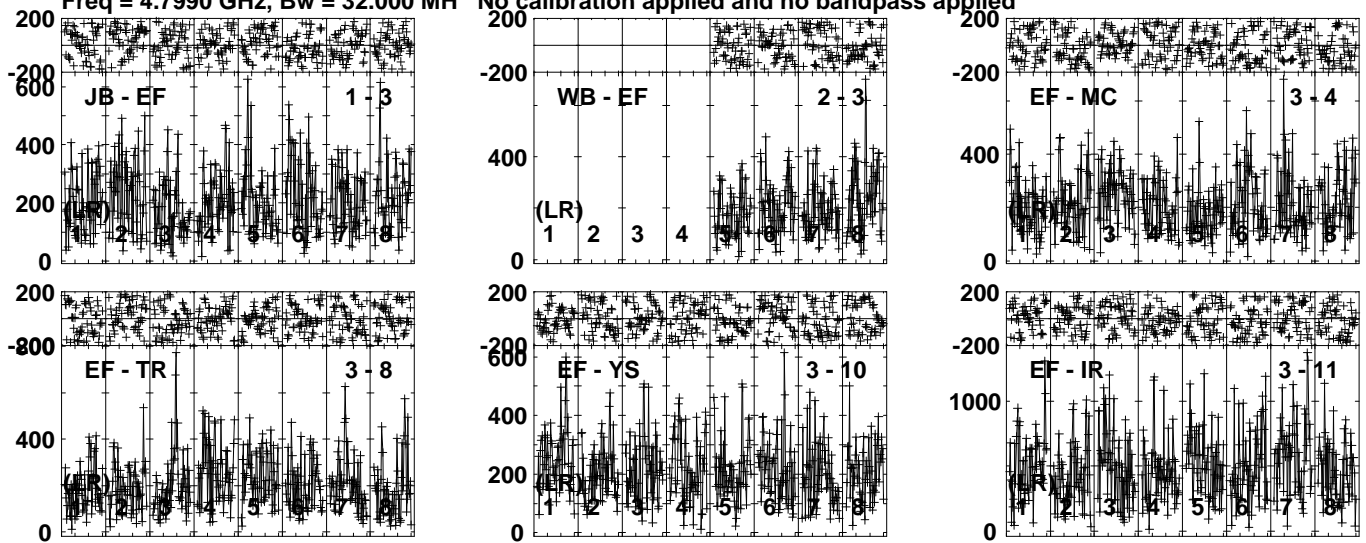 Freq = 4.7990 GHz, Bw = 32.000 MH   No calibration applied and no bandpass applied
200
-200
600
400
200
0
JB - EF 1 - 3
(LR)
1 2 3 4 5 6 7 8
200
-200
400
0
WB - EF 2 - 3
(LR)
1 2 3 4 5 6 7 8
200
-200
400
0
EF - MC 3 - 4
(LR)
1 2 3 4 5 6 7 8
200
400
0
EF - TR 3 - 8
(LR)
1 2 3 4 5 6 7 8
200
-200
600
400
200
0
EF - YS 3 - 10
(LR)
1 2 3 4 5 6 7 8
200
-200
1000
0
EF - IR 3 - 11
(LR)
1 2 3 4 5 6 7 8